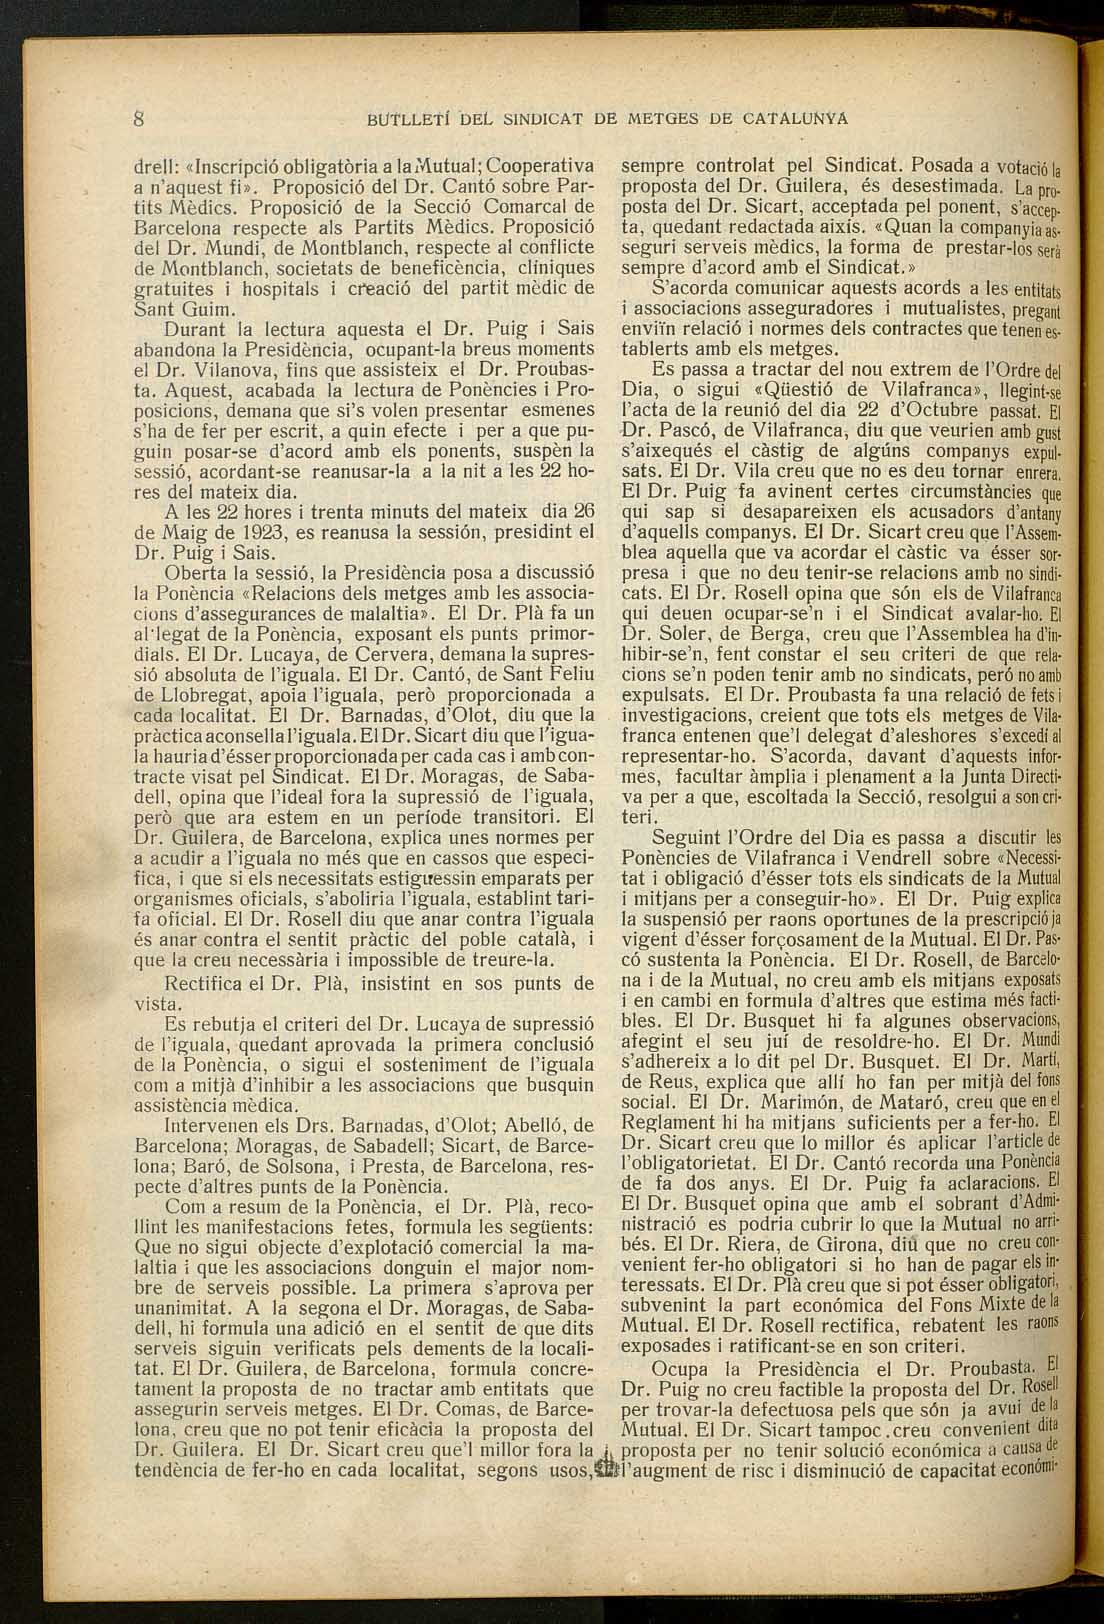 8
BUTLLETÍ DEL SINDICAT DE METGES DE CATALUNYA
drell: «Inscripció obligatòria a la Mutual; Cooperativa
a n'aquest fi». Proposició del Dr. Cantó sobre Par-
tits Mèdics. Proposició de la Secció Comarcal de
Barcelona respecte als Partits Mèdics. Proposició
del Dr. Mundi, de Montblanch, respecte al conflicte
de Montblanch, societats de beneficència, clíniques
gratuites i hospitals i creació del partit mèdic de
Sant Guim.
Durant la lectura aquesta el Dr. Puig i Sais
abandona la Presidència, ocupant-la breus moments
el Dr. Vilanova, fins que assisteix el Dr. Proubas-
ta. Aquest, acabada la lectura de Ponències i Pro-
posicions, demana que si's volen presentar esmenes
s'ha de fer per escrit, a quin efecte i per a que pu-
guin posar-se d'acord amb els ponents, suspèn la
sessió, acordant-se reanusar-la a la nit a les 22 ho-
res del mateix dia.
A les 22 hores i trenta minuts del mateix dia 26
de Maig de 1923, es reanusa la sessión, presidint el
Dr. Puig i Sais.
Oberta la sessió, la Presidència posa a discussió
la Ponència «Relacions dels metges amb les associa-
cions d'assegurances de malaltia». El Dr. Plà fa un
al·legat de la Ponència, exposant els punts primor-
dials. El Dr. Lucaya, de Cervera, demana la supres-
sió absoluta de l'iguala. El Dr. Cantó, de Sant Feliu
de Llobregat, apoia l'iguala, però proporcionada a
cada localitat. El Dr. Barnadas, d'Olot, diu que la
pràctica aconsella l'iguala. El Dr. Sicart diu que l'igua-
la hauria d'ésser proporcionada per cada cas i amb con-
tracte visat pel Sindicat. El Dr. Moragas, de Saba-
dell, opina que l'ideal fora la supressió de l'iguala,
però que ara estem en un període transitori. El
Dr. Guilera, de Barcelona, explica unes normes per
a acudir a l'iguala no més que en cassos que especi-
fica, i que si els necessitats estiguessin emparats per
organismes oficials, s'aboliria l'iguala, establint tari-
fa oficial. El Dr. Rosell diu que anar contra l'iguala
és anar contra el sentit pràctic del poble català, i
que la creu necessària i impossible de treure-la.
Rectifica el Dr. Plà, insistint en sos punts de
vista.
Es rebutja el criteri del Dr. Lucaya de supressió
de l'iguala, quedant aprovada la primera conclusió
de la Ponència, o sigui el sosteniment de l'iguala
com a mitjà d'inhibir a les associacions que busquin
assistència mèdica.
Intervenen els Drs. Barnadas, d'Olot; Abelló, de
Barcelona; Moragas, de Sabadell; Sicart, de Barce-
lona; Baró, de Solsona, i Presta, de Barcelona, res-
pecte d'altres punts de la Ponència.
Com a resum de la Ponència, el Dr. Plà, reco-
llint les manifestacions fetes, formula les següents:
Que no sigui objecte d'explotació comercial la ma-
laltia i que les associacions donguin el major nom-
bre de serveis possible. La primera s'aprova per
unanimitat. A la segona el Dr. Moragas, de Saba-
dell, hi formula una adició en el sentit de que dits
serveis siguin verificats pels dements de la locali-
tat. El Dr. Guilera, de Barcelona, formula concre-
tament la proposta de no tractar amb entitats que
assegurin serveis metges. El Dr. Comas, de Barce-
lona, creu que no pot tenir eficàcia la proposta del
Dr. Guilera. El Dr. Sicart creu que'l millor fora la
tendència de fer-ho en cada localitat, segons usos,
sempre controlat pel Sindicat. Posada a votació la
proposta del Dr. Guilera, és desestimada. La pro-
posta del Dr. Sicart, acceptada pel ponent, s'accep-
ta, quedant redactada aixís. «Quan la companyia as-
seguri serveis mèdics, la forma de prestar-los serà
sempre d'acord amb el Sindicat.»
S'acorda comunicar aquests acords a les entitats
i associacions asseguradores i mutualistes, pregant
enviïn relació i normes dels contractes que tenen es-
tablerts amb els metges.
Es passa a tractar del nou extrem de l'Ordre del
Dia, o sigui «Qüestió de Vilafranca», llegint-se
l'acta de la reunió del dia 22 d'Octubre passat. El
Dr. Pascó, de Vilafranca, diu que veurien amb gust
s'aixequés el càstig de algúns companys expul-
sats. El Dr. Vila creu que no es deu tornar enrera.
El Dr. Puig fa avinent certes circumstàncies que
qui sap si desapareixen els acusadors d'antany
d'aquells companys. El Dr. Sicart creu que l'Assem-
blea aquella que va acordar el càstic va ésser sor-
presa i que no deu tenir-se relacions amb no sindi-
cats. El Dr. Rosell opina que són els de Vilafranca
qui deuen ocupar-se'n i el Sindicat avalar-ho. El
Dr. Soler, de Berga, creu que l'Assemblea ha d'in-
hibir-se'n, fent constar el seu criteri de que rela-
cions se'n poden tenir amb no sindicats, peró no amb
expulsats. El Dr. Proubasta fa una relació de fets i
investigacions, creient que tots els metges de Vila-
franca entenen que'l delegat d'aleshores s'excedí al
representar-ho. S'acorda, davant d'aquests infor-
mes, facultar àmplia i plenament a la Junta Directi-
va per a que, escoltada la Secció, resolgui a son cri-
teri.
Seguint l'Ordre del Dia es passa a discutir les
Ponències de Vilafranca i Vendrell sobre «Necessi-
tat i obligació d'ésser tots els sindicats de la Mutual
i mitjans per a conseguir-ho». El Dr. Puig explica
la suspensió per raons oportunes de la prescripció ja
vigent d'ésser forçosament de la Mutual. El Dr. Pas-
có sustenta la Ponència. El Dr. Rosell, de Barcelo-
na i de la Mutual, no creu amb els mitjans exposats
i en cambi en formula d'altres que estima més facti-
bles. El Dr. Busquet hi fa algunes observacions,
afegint el seu juí de resoldre-ho. El Dr. Mundi
s'adhereix a lo dit pel Dr. Busquet. El Dr. Martí,
de Reus, explica que allí ho fan per mitjà del fons
social. El Dr. Marimón, de Mataró, creu que en el
Reglament hi ha mitjans suficients per a fer-ho. El
Dr. Sicart creu que lo millor és aplicar l'article de
l'obligatorietat. El Dr. Cantó recorda una Ponència
de fa dos anys. El Dr. Puig fa aclaracions. El
El Dr. Busquet opina que amb el sobrant d'Admi-
nistració es podria cubrir lo que la Mutual no arri-
bés. El Dr. Riera, de Girona, diu que no creu con-
venient fer-ho obligatori si ho han de pagar els in-
teressats. El Dr. Plà creu que si pot ésser obligatori,
subvenint la part económica del Fons Mixte de la
Mutual. El Dr. Rosell rectifica, rebatent les raons
exposades i ratificant-se en son criteri.
Ocupa la Presidència el Dr. Proubasta. El
Dr. Puig no creu factible la proposta del Dr. Rosell
per trovar-la defectuosa pels que són ja avui de la
Mutual. El Dr. Sicart tampoc creu convenient dita
proposta per no tenir solució económica a causa de
l'augment de risc i disminució de capacitat económi-